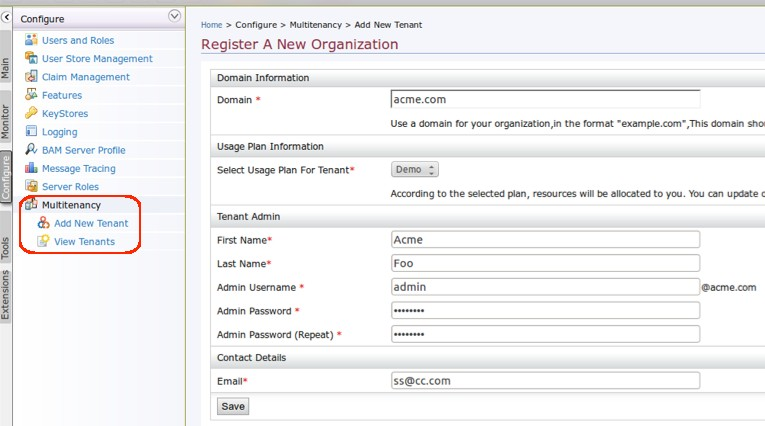 Main
Monitor
Configure
Tools
Extensions
Configure
Users and Roles
User Store Management
Claim Management
Features
KeyStores
Logging
BAM Server Profile
Message Tracing
Server Roles
Multitenancy
Add New Tenant
View Tenants
Home > Configure > Multitenancy > Add New Tenant
Register A New Organization
Domain Information
Domain * acme.com
Use a domain for your organization,in the format "example.com",This domain sho
Usage Plan Information
Select Usage Plan For Tenant* Demo
According to the selected plan, resources will be allocated to you. You can update o
Tenant Admin
First Name* Acme
Last Name* Foo
Admin Username * admin @acme.com
Admin Password * ••••••••
Admin Password (Repeat) * ••••••••
Contact Details
Email* ss@cc.com
Save